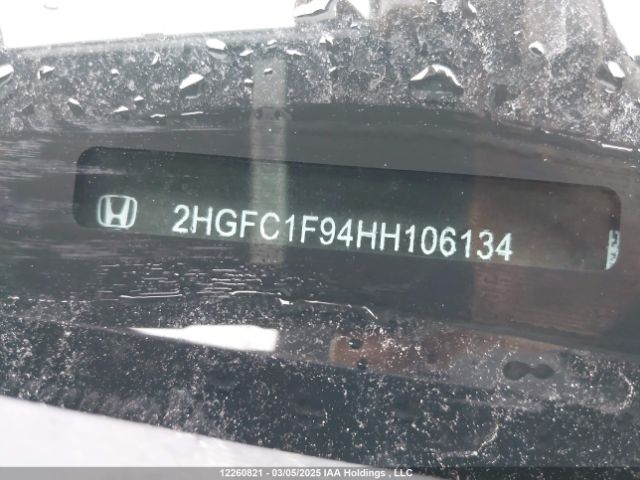 2HGFC1F94HH106134
12260821 - 03/05/2025 IAA Holdings , LLC